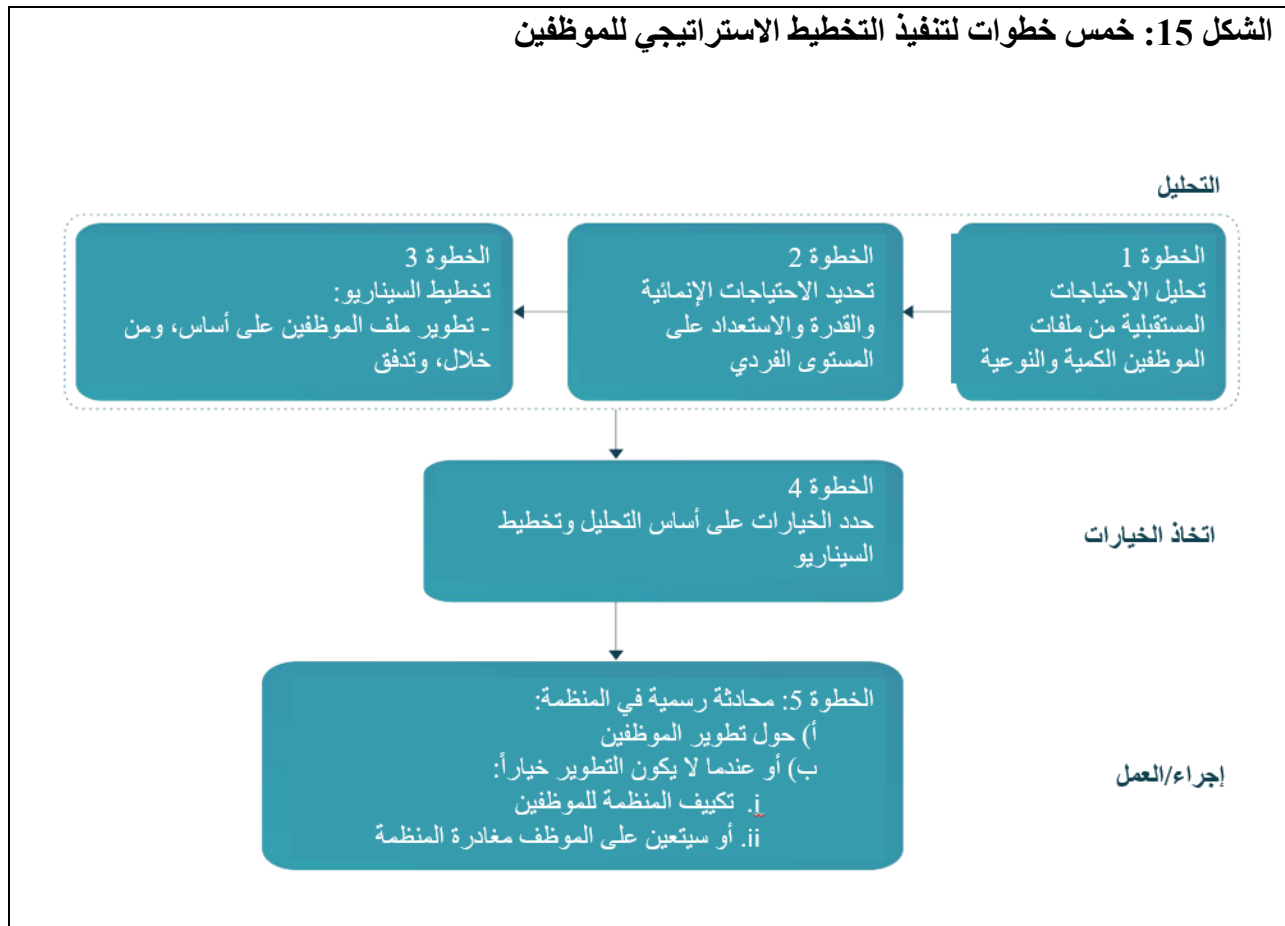 الشكل 15: خمس خطوات لتنفيذ التخطيط الاستراتيجي للموظفين
التحليل
الخطوة 1
تحليل الاحتياجات
المستقبلية من ملفات
الموظفين الكمية والنوعية
الخطوة 2
تحديد الاحتياجات الإنمائية
والقدرة والاستعداد على
المستوى الفردي
الخطوة 3
تخطيط السيناريو:
- تطوير ملف الموظفين على أساس، ومن
خلال، وتدفق
الخطوة 4
حدد الخيارات على أساس التحليل وتخطيط
السيناريو
اتخاذ الخيارات
الخطوة 5: محادثة رسمية في المنظمة:
أ) حول تطوير الموظفين
ب) أو عندما لا يكون التطوير خياراً:
i. تكييف المنظمة للموظفين
ii. أو سيتعين على الموظف مغادرة المنظمة
إجراء/العمل